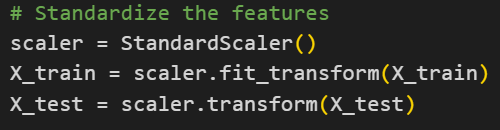 # Standardize the features
scaler = StandardScaler()
X_train = scaler.fit_transform(X_train)
X_test = scaler.transform(X_test)